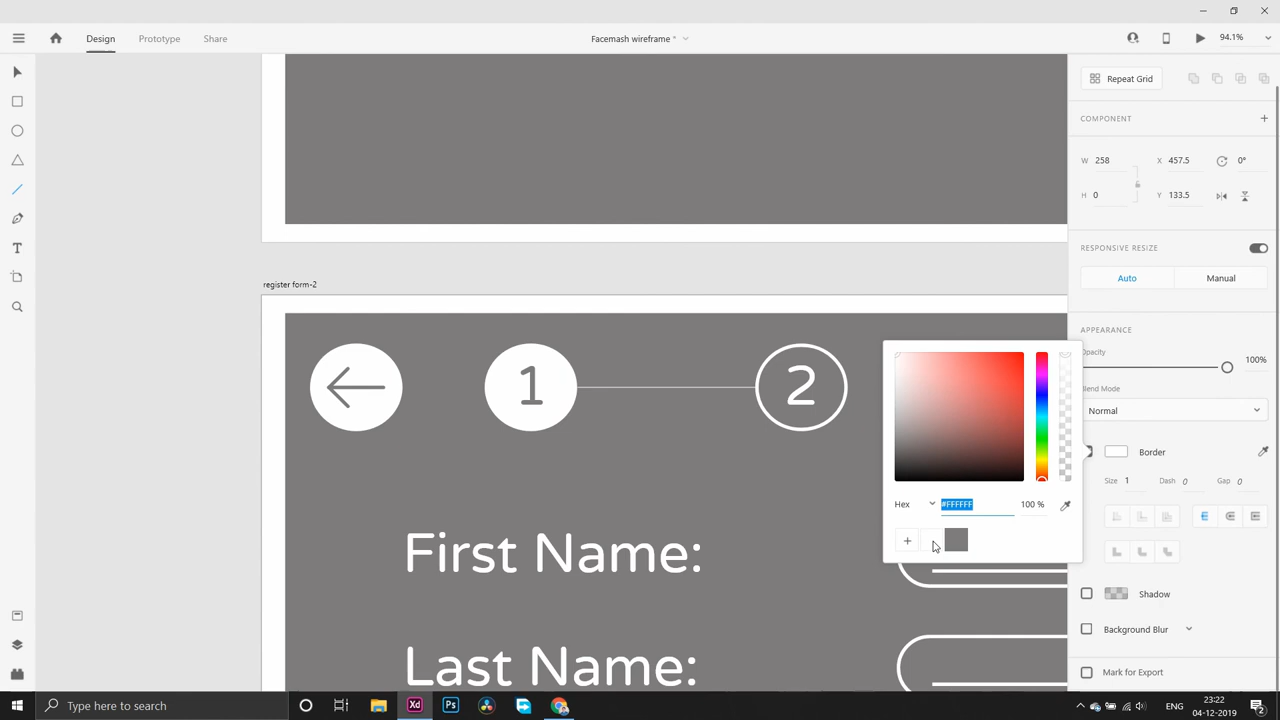 Design Prototype Share Facemash wireframe * 94.1%
Repeat Grid
COMPONENT
W 258 X 457.5 0°
H 0 Y 133.5
RESPONSIVE RESIZE
Auto Manual
register form-2
APPEARANCE
Opacity
100%
Blend Mode
Normal
1 2
Border
Size 1 Dash 0 Gap 0
Hex #FFFFFF 100 %
+
First Name:
Shadow
Background Blur
Last Name:
Mark for Export
Type here to search Xd Ps ENG 23:22
04-12-2019 2